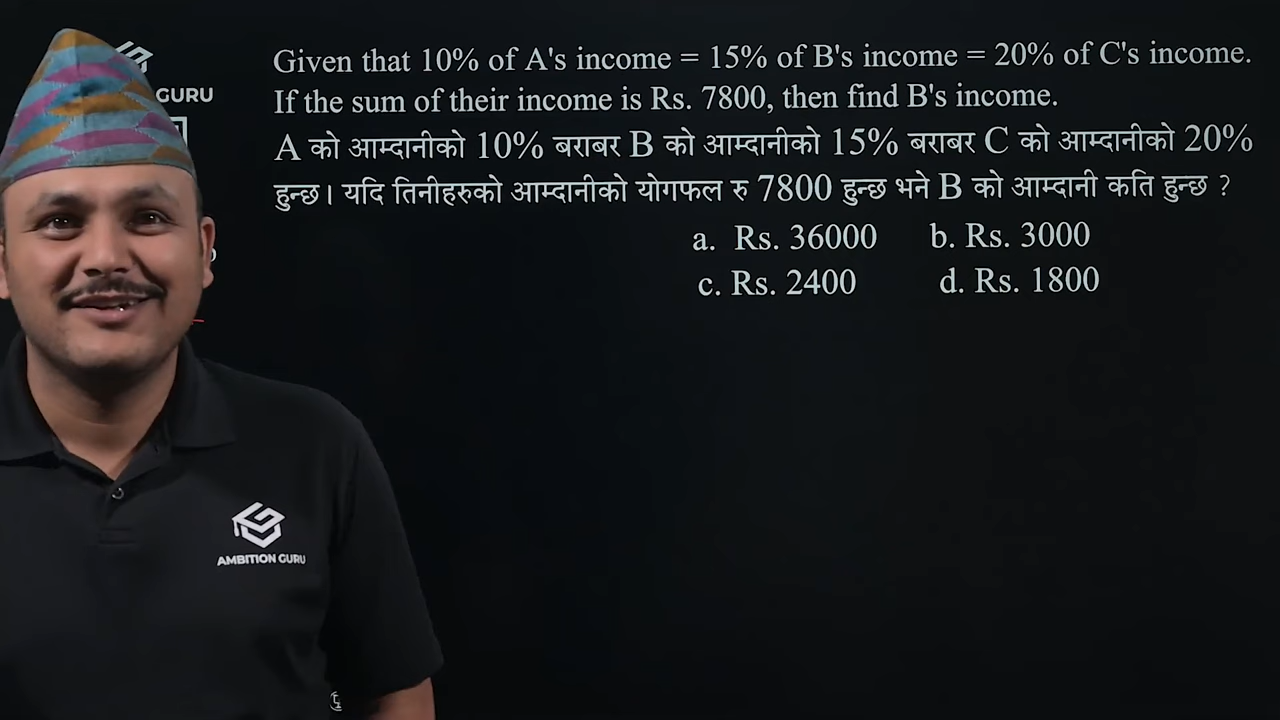 GURU
Given that 10% of A's income = 15% of B's income = 20% of C's income.
If the sum of their income is Rs. 7800, then find B's income.
A को आम्दानीको 10% बराबर B को आम्दानीको 15% बराबर C को आम्दानीको 20%
हुन्छ। यदि तिनीहरुको आम्दानीको योगफल रु 7800 हुन्छ भने B को आम्दानी कति हुन्छ ?
a. Rs. 36000 b. Rs. 3000
c. Rs. 2400 d. Rs. 1800
AMBITION GURU